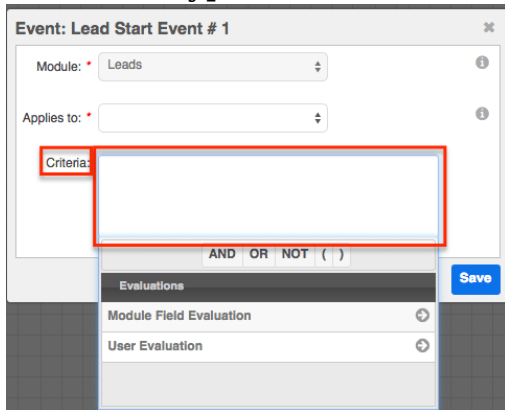 Event: Lead Start Event # 1
Module: * Leads
Applies to: *
Criteria:
AND OR NOT ( )
Evaluations
Save
Module Field Evaluation
User Evaluation